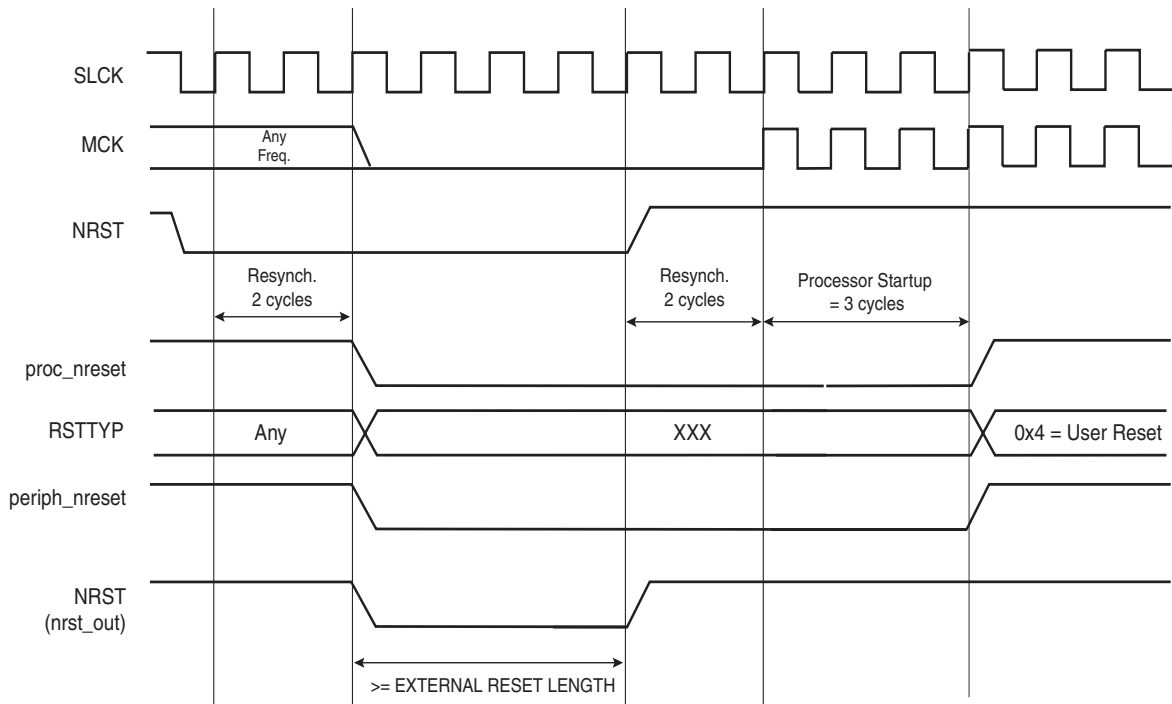 SLCK
MCK
Any
Freq.
NRST
Resynch.
2 cycles
Resynch.
2 cycles
Processor Startup
= 3 cycles
proc_nreset
RSTTYP
Any
XXX
0x4 = User Reset
periph_nreset
NRST
(nrst_out)
>= EXTERNAL RESET LENGTH